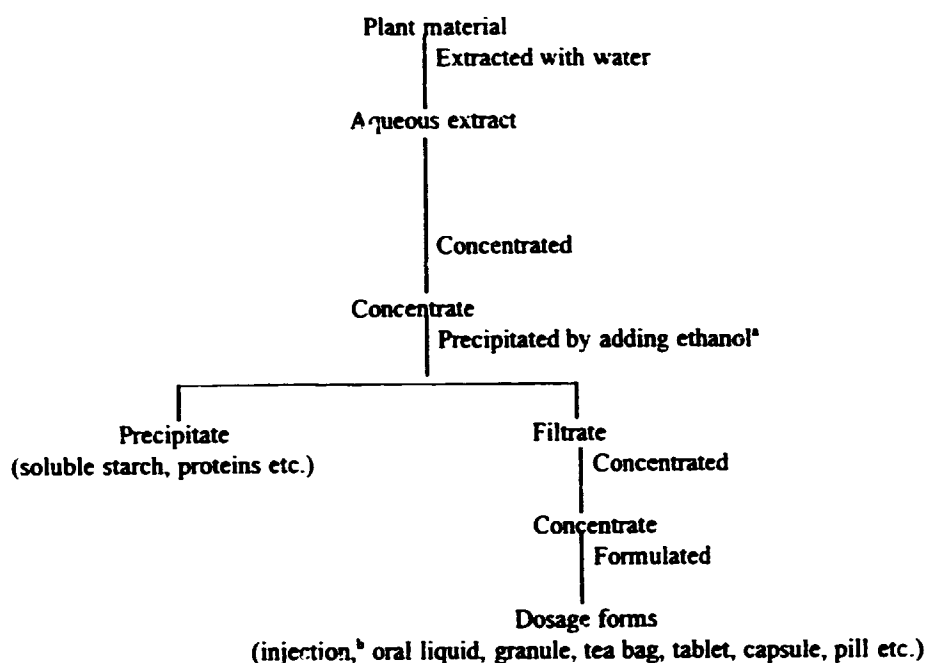 Plant material
Extracted with water
Aqueous extract
Concentrated
Concentrate
Precipitated by adding ethanolᵃ
Precipitate
(soluble starch, proteins etc.)
Filtrate
Concentrated
Concentrate
Formulated
Dosage forms
(injection,ᵇ oral liquid, granule, tea bag, tablet, capsule, pill etc.)